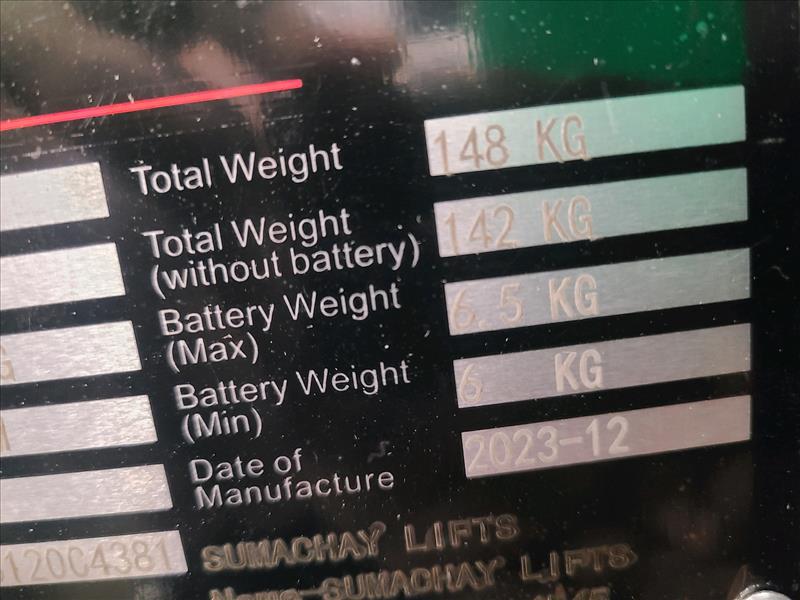 Total Weight 148 KG
Total Weight
(without battery) 142 KG
Battery Weight
(Max) 6.5 KG
Battery Weight
(Min) 6 KG
Date of
Manufacture 2023-12
120C4381
SUMACHAY LIFTS
SUMACHAY LIFTS